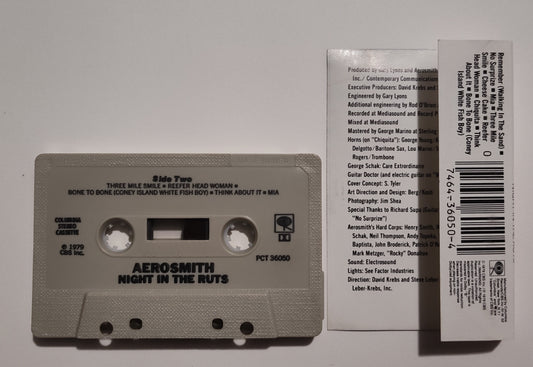 Side Two
THREE MILE SMILE ■ REEFER HEAD WOMAN ■
BONE TO BONE (CONEY ISLAND WHITE FISH BOY) ■ THINK ABOUT IT ■ MIA
COLUMBIA
STEREO
CASSETTE
℗ 1979
CBS Inc.
PCT 36050
AEROSMITH
NIGHT IN THE RUTS
Produced by Gary Lyons and Aerosmith
Inc./ Contemporary Communication
Executive Producers: David Krebs and
Engineered by Gary Lyons
Additional engineering by Rod O'Brien
Recorded at Mediasound and Record P
Mixed at Mediasound
Mastered by George Marino at Sterling
Horns (on "Chiquita"): George Young,
Delgotto/ Baritone Sax, Lou Marini
Rogers/ Trombone
George Schak: Care Extrordinaire
Guitar Doctor (and electric guitar on
Cover Concept: S. Tyler
Art Direction and Design:
Photography: Jim Shea
Special Thanks to Richard Supa (Guitar
"No Surprize")
Aerosmith's Hard Corps: Henry Smith,
Schak, Neil Thompson, Andy
Baptista, John Broderick, Patrick O'N
Mark Metzger, "Rocky" Donahue
Sound: Electrosound
Lights: See Factor Industries
Direction: David Krebs and Steve Leber
Leber-Krebs, Inc.
Remember (Walking In The Sand) ■
No Surprize ■ Mia ■ Three Mile
Smile ■ Cheese Cake ■ Reefer
Head Woman ■ Chiquita ■ Think
About it ■ Bone To Bone (Coney
Island White Fish Boy)
0
7464-36050-4